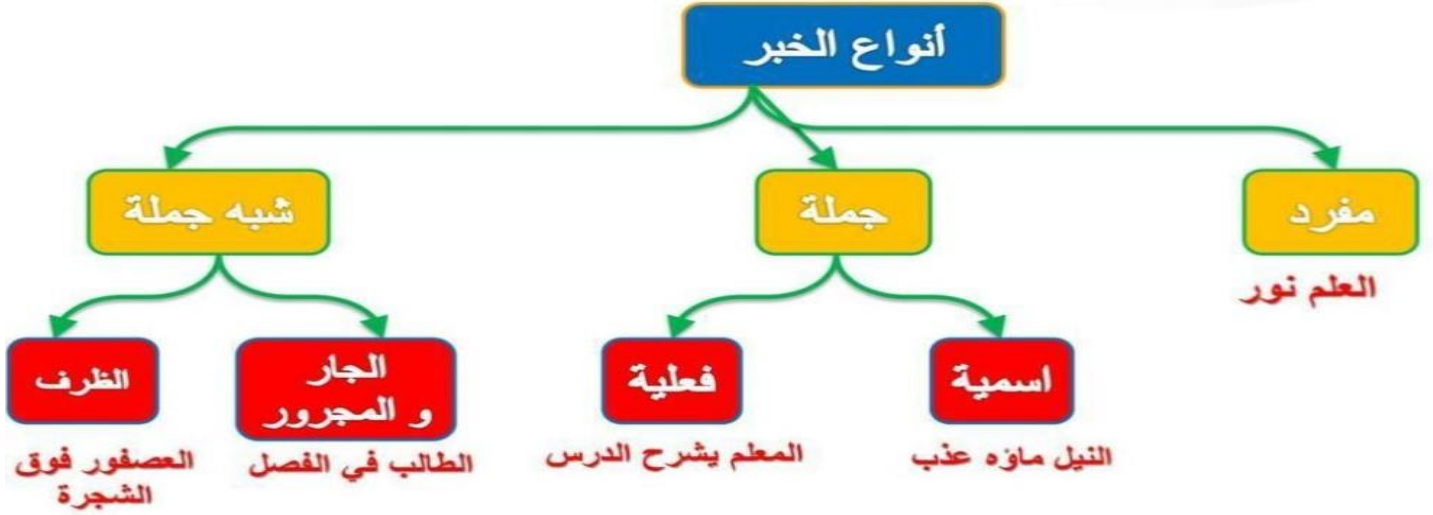 أنواع الخبر
مفرد
جملة
شبه جملة
العلم نور
اسمية
فعلية
الجار
و المجرور
الظرف
النيل ماؤه عذب
المعلم يشرح الدرس
الطالب في الفصل
العصفور فوق
الشجرة